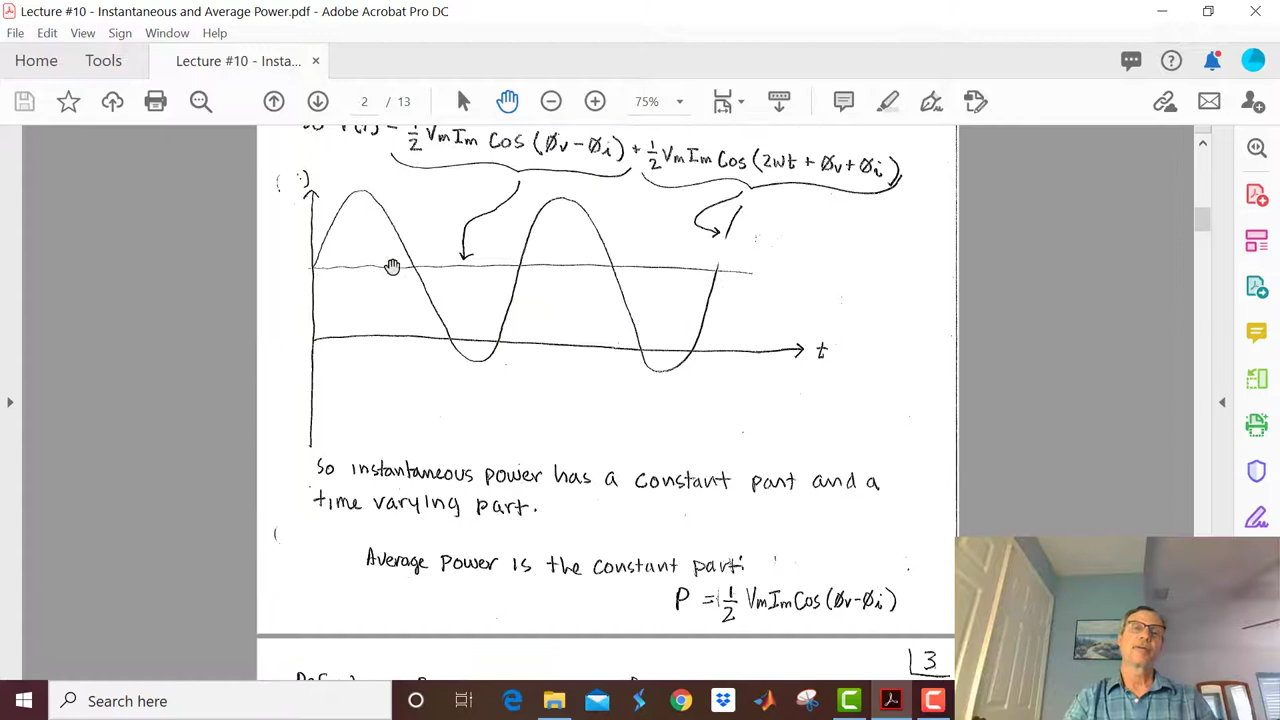 Lecture #10 - Instantaneous and Average Power.pdf - Adobe Acrobat Pro DC
File Edit View Sign Window Help
Home Tools Lecture #10 - Insta... ×
2 / 13 75%
1/2 VmIm Cos (Øv - Øi) + 1/2 VmIm Cos (2wt + Øv + Øi)
t
So instantaneous power has a constant part and a
time varying part.
Average power is the constant part:
P = 1/2 VmIm Cos (Øv - Øi)
3
Search here